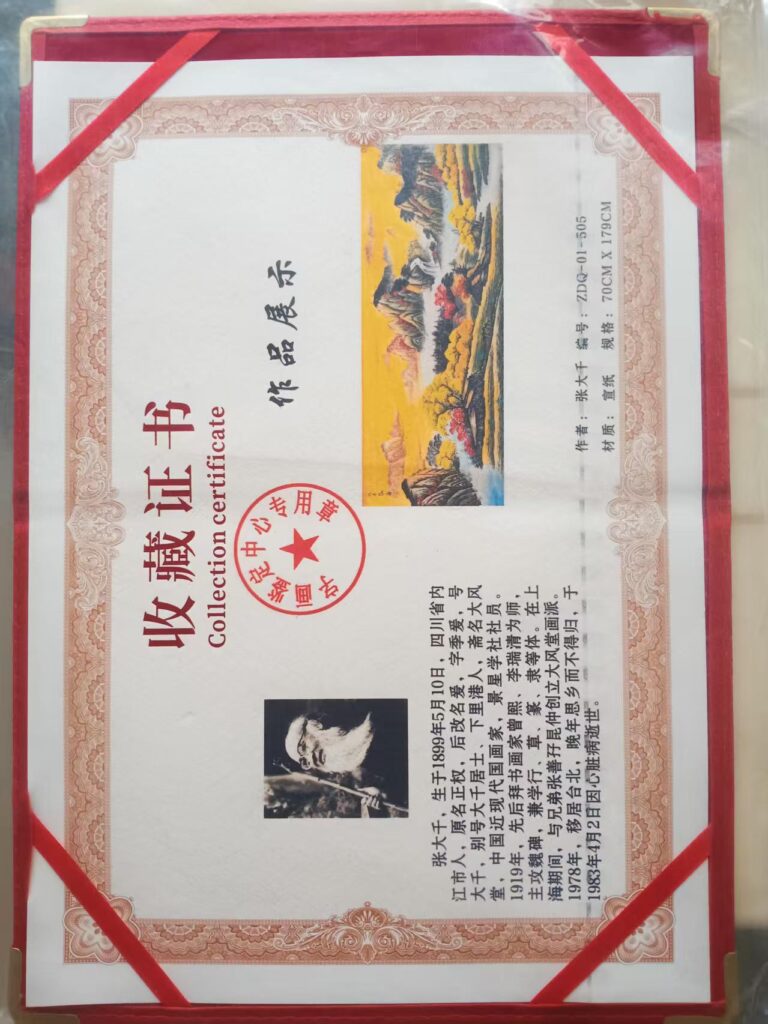 收藏证书
Collection certificate
鉴定中心专用章
作品展示
张大千，生于1899年5月10日，四川省内
江市人，原名正权，后改名爰，字季爰，号
大千，别号大千居士、下里港人，斋名大风
堂，中国近现代国画家，景星学社社员。
1919年，先后拜书画家曾熙、李瑞清为师，
主攻魏碑，兼学行、草、篆、隶等体。在上
海期间，与兄弟张善孖昆仲创立大风堂画派。
1978年，移居台北，晚年思乡而不得归，于
1983年4月2日因心脏病逝世。
作者：张大千 编号：ZDQ-01-505
材质：宣纸 规格：70CM X 179CM